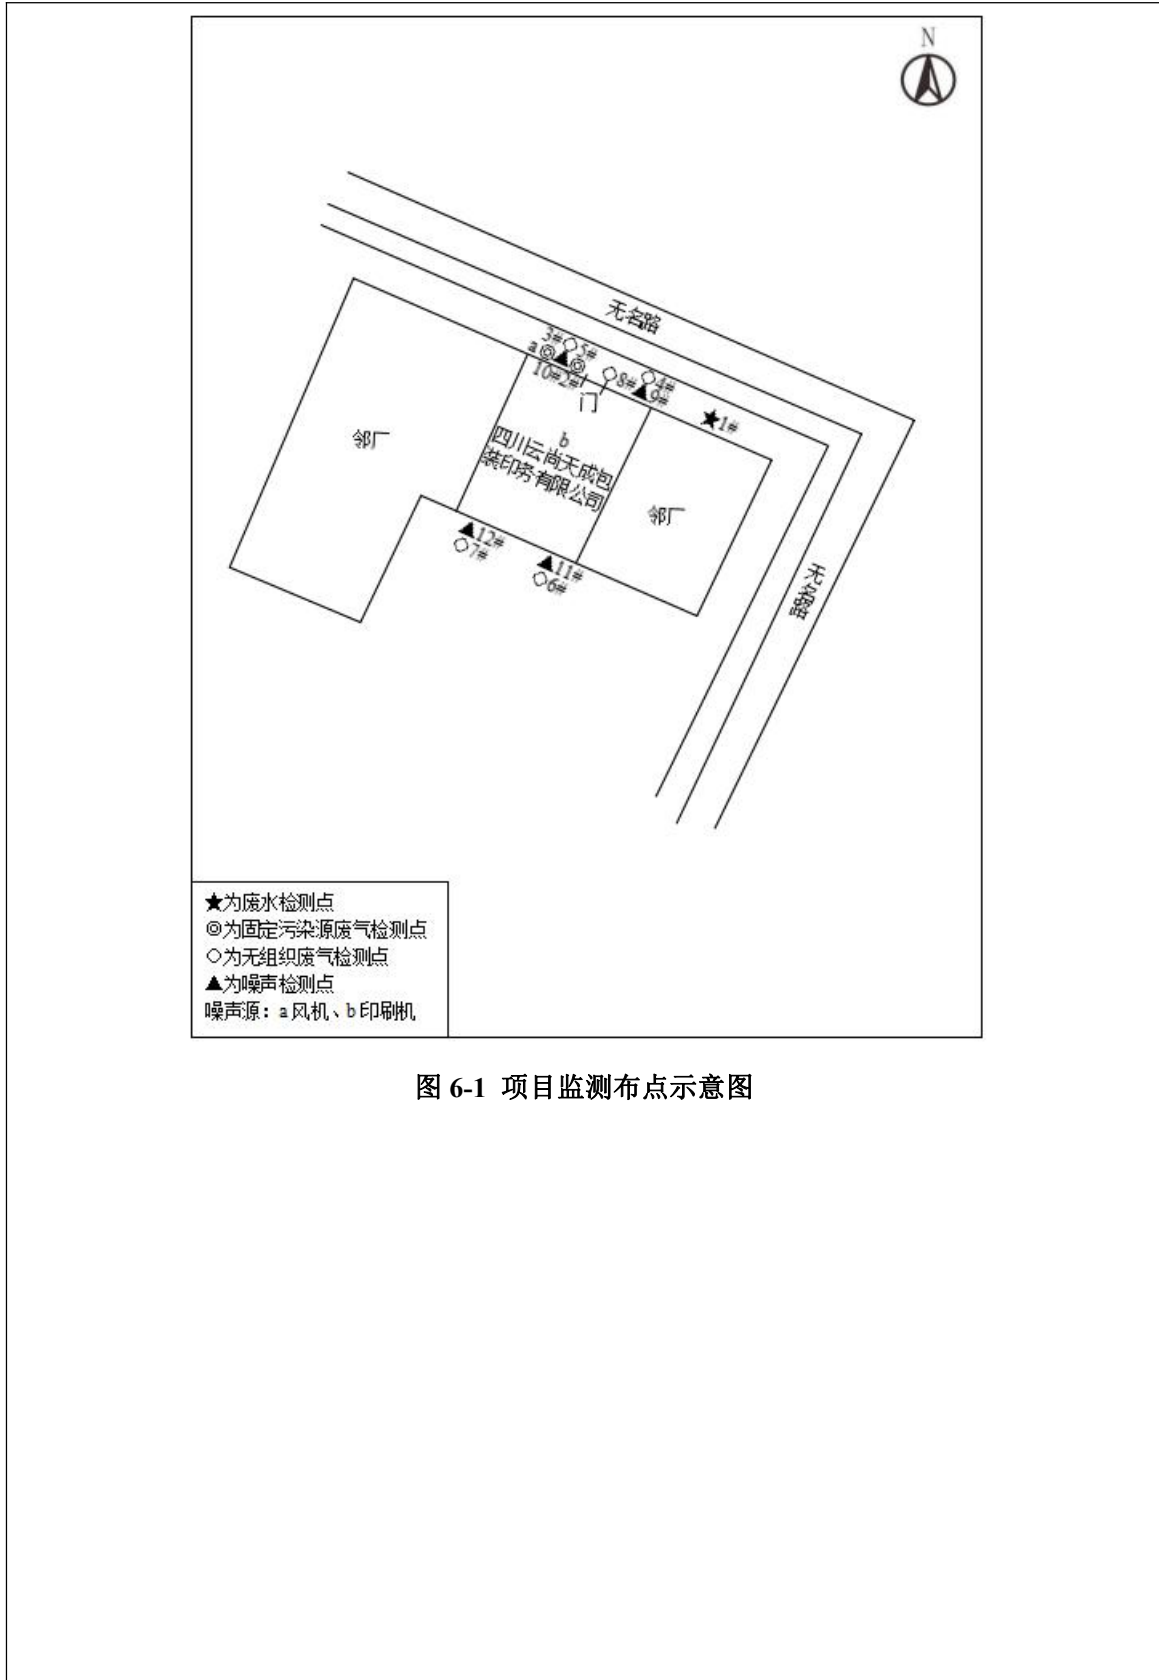 N
无名路
3#
5#
a
10#2#
8#
4#
9#
门
1#
b
四川云尚天成包
装印务有限公司
邻厂
邻厂
12#
7#
11#
6#
无名路
★为废水检测点
◎为固定污染源废气检测点
○为无组织废气检测点
▲为噪声检测点
噪声源：a风机、b印刷机
图 6-1 项目监测布点示意图